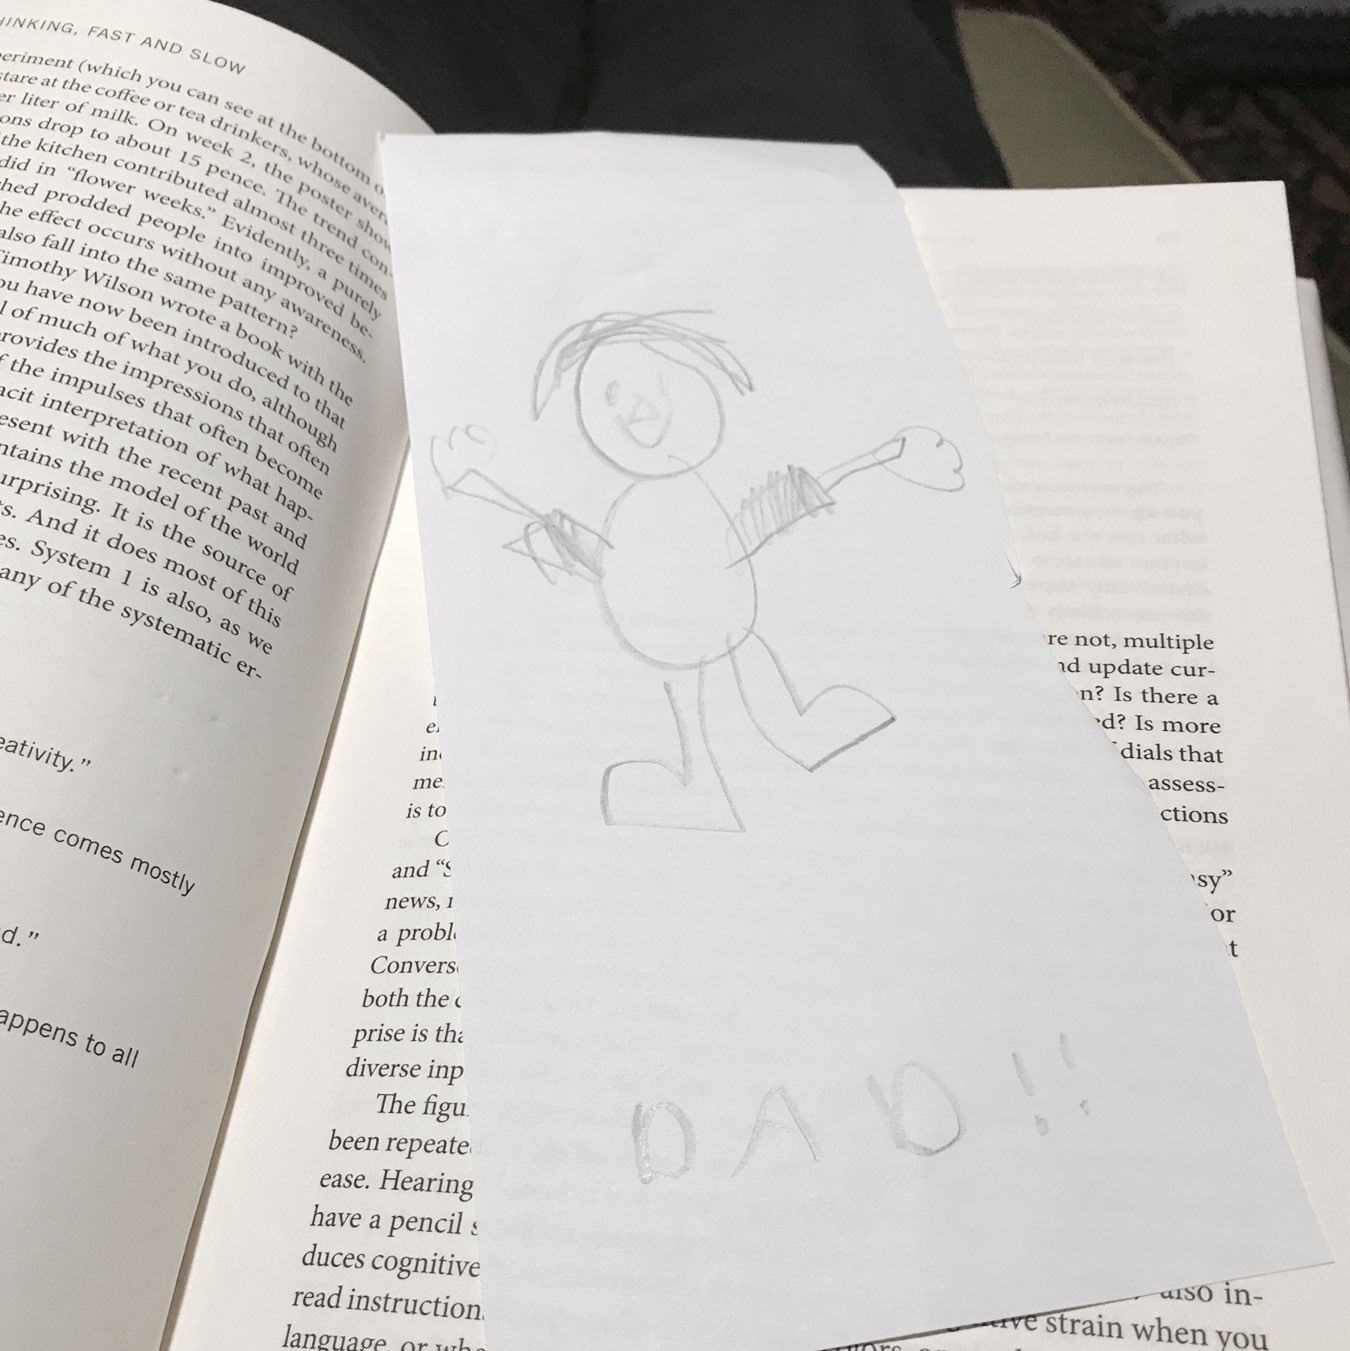 THINKING, FAST AND SLOW
experiment (which you can see at the bottom o
stare at the coffee or tea drinkers, whose aver-
er liter of milk. On week 2, the poster show
ons drop to about 15 pence. The trend con-
the kitchen contributed almost three times
did in “flower weeks.” Evidently, a purely
ched prodded people into improved be-
he effect occurs without any awareness.
also fall into the same pattern?
Timothy Wilson wrote a book with the
ou have now been introduced to that
l of much of what you do, although
rovides the impressions that often
f the impulses that often become
acit interpretation of what hap-
esent with the recent past and
ntains the model of the world
urprising. It is the source of
s. And it does most of this
es. System 1 is also, as we
any of the systematic er-
eativity.”
ence comes mostly
d.”
appens to all
DAD!!
re not, multiple
nd update cur-
n? Is there a
ed? Is more
dials that
assess-
ctions
asy”
or
t
in
me
is to
C
and “S
news,
a proble
Convers
both the
prise is tha
diverse inp
The figu
been repeate
ease. Hearing
have a pencil s
duces cognitive
read instruction
language, or whe
also in-
tive strain when you